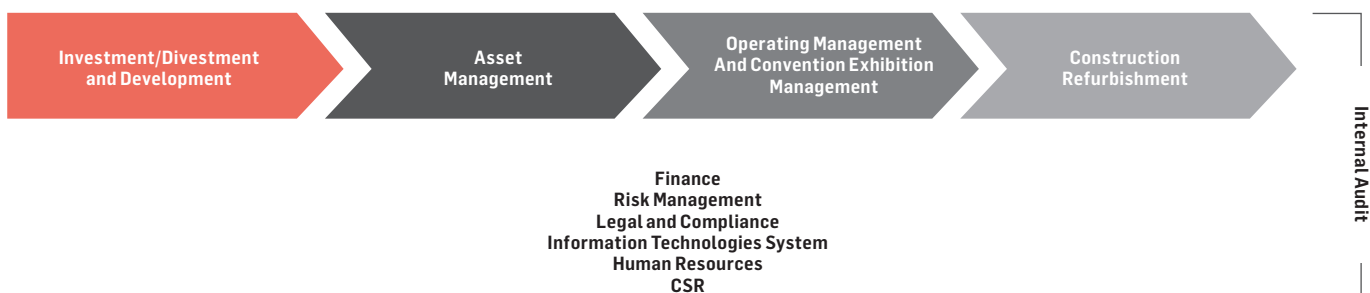 Investment/Divestment
and Development
Asset
Management
Operating Management
And Convention Exhibition
Management
Construction
Refurbishment
Internal Audit
Finance
Risk Management
Legal and Compliance
Information Technologies System
Human Resources
CSR